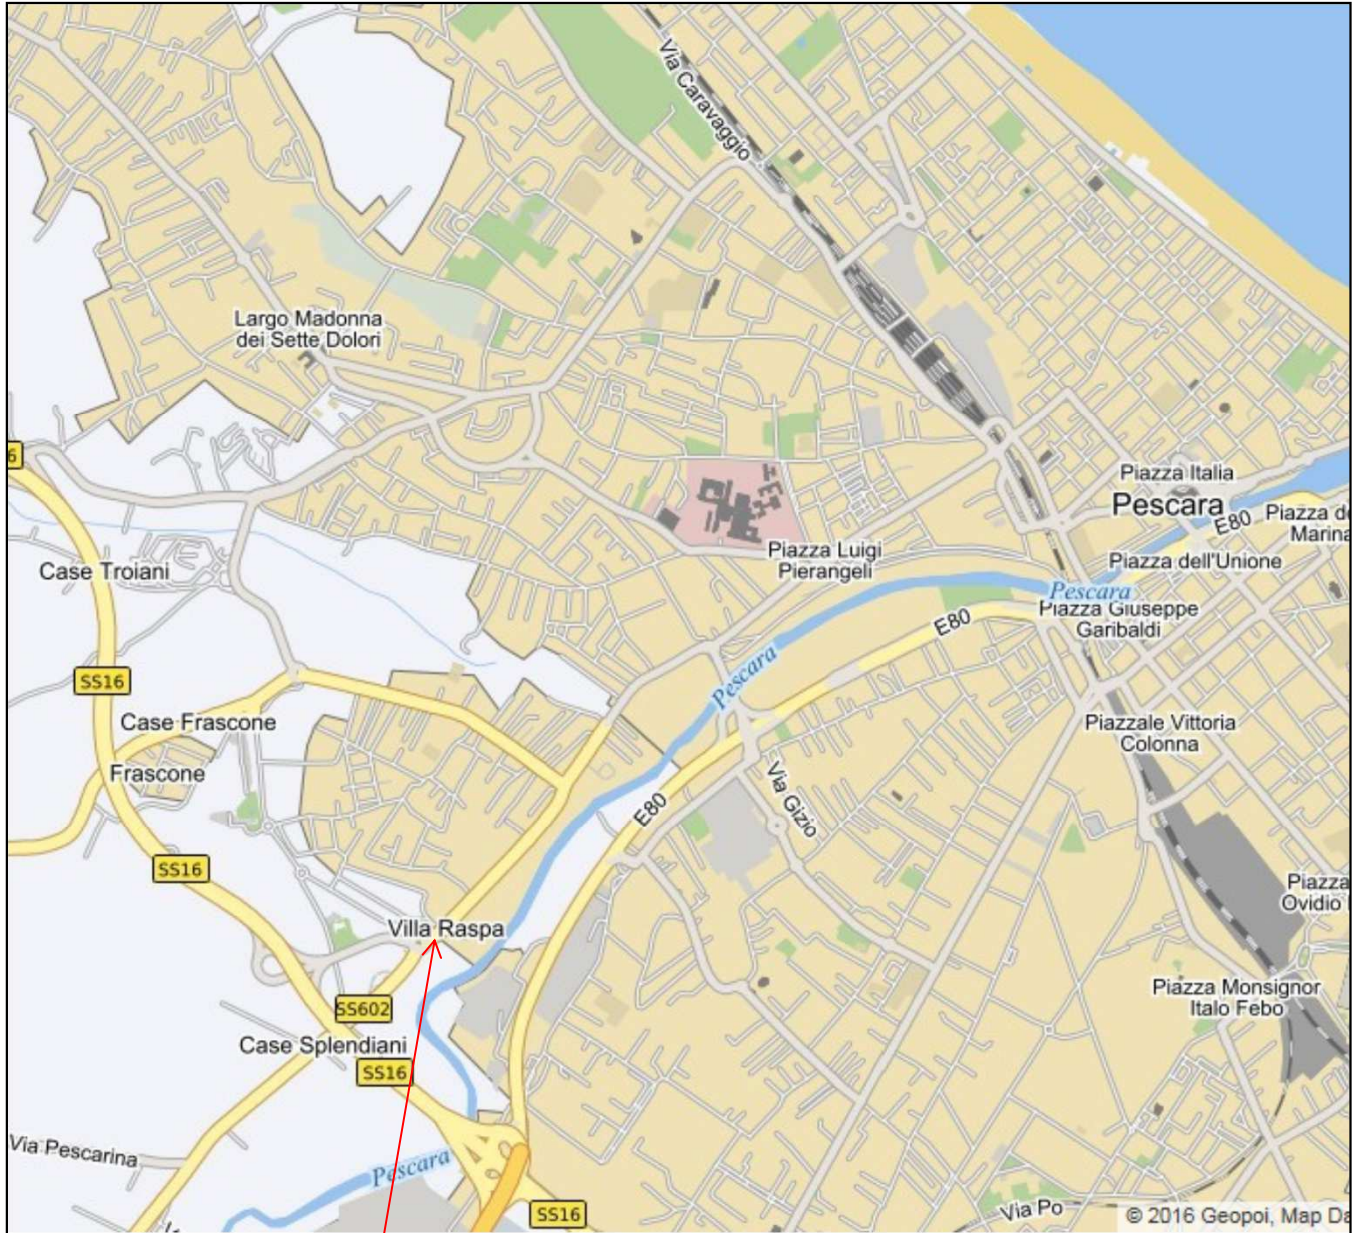 Via Caravaggio
Largo Madonna
dei Sette Dolori
6
Piazza Italia
Pescara
E80
Piazza de
Marina
Piazza Luigi
Pierangeli
Piazza dell'Unione
Case Troiani
Pescara
Piazza Giuseppe
Garibaldi
E80
Pescara
SS16
Case Frascone
Piazzale Vittoria
Colonna
Frascone
Via Gizio
E80
SS16
Piazza
Ovidio
Villa Raspa
Piazza Monsignor
Italo Febo
SS602
Case Splendiani
SS16
Via Pescarina
Pescara
SS16
Via Po
© 2016 Geopoi, Map Da